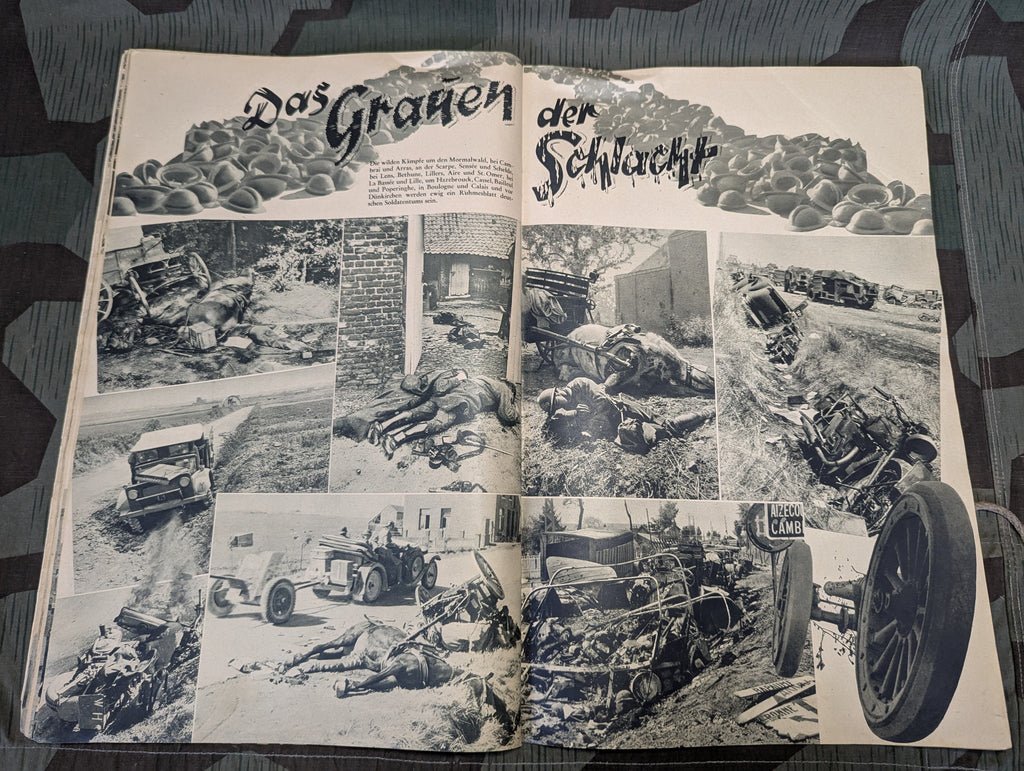 Das Grauen der Schlacht
Die wilden Kämpfe um den Mormalwald, bei Cam-
brai und Arras, an der Scarpe, Sensée und Schelde,
bei Lens, Bethune, Lillers, Aire und St. Omer, bei
La Bassée und Lille, um Hazebrouck, Cassel, Bailleul
und Poperinghe, in Boulogne und Calais und vor
Dünkirchen werden ewig ein Ruhmesblatt deut-
schen Soldatentums sein.
CAMB
WH